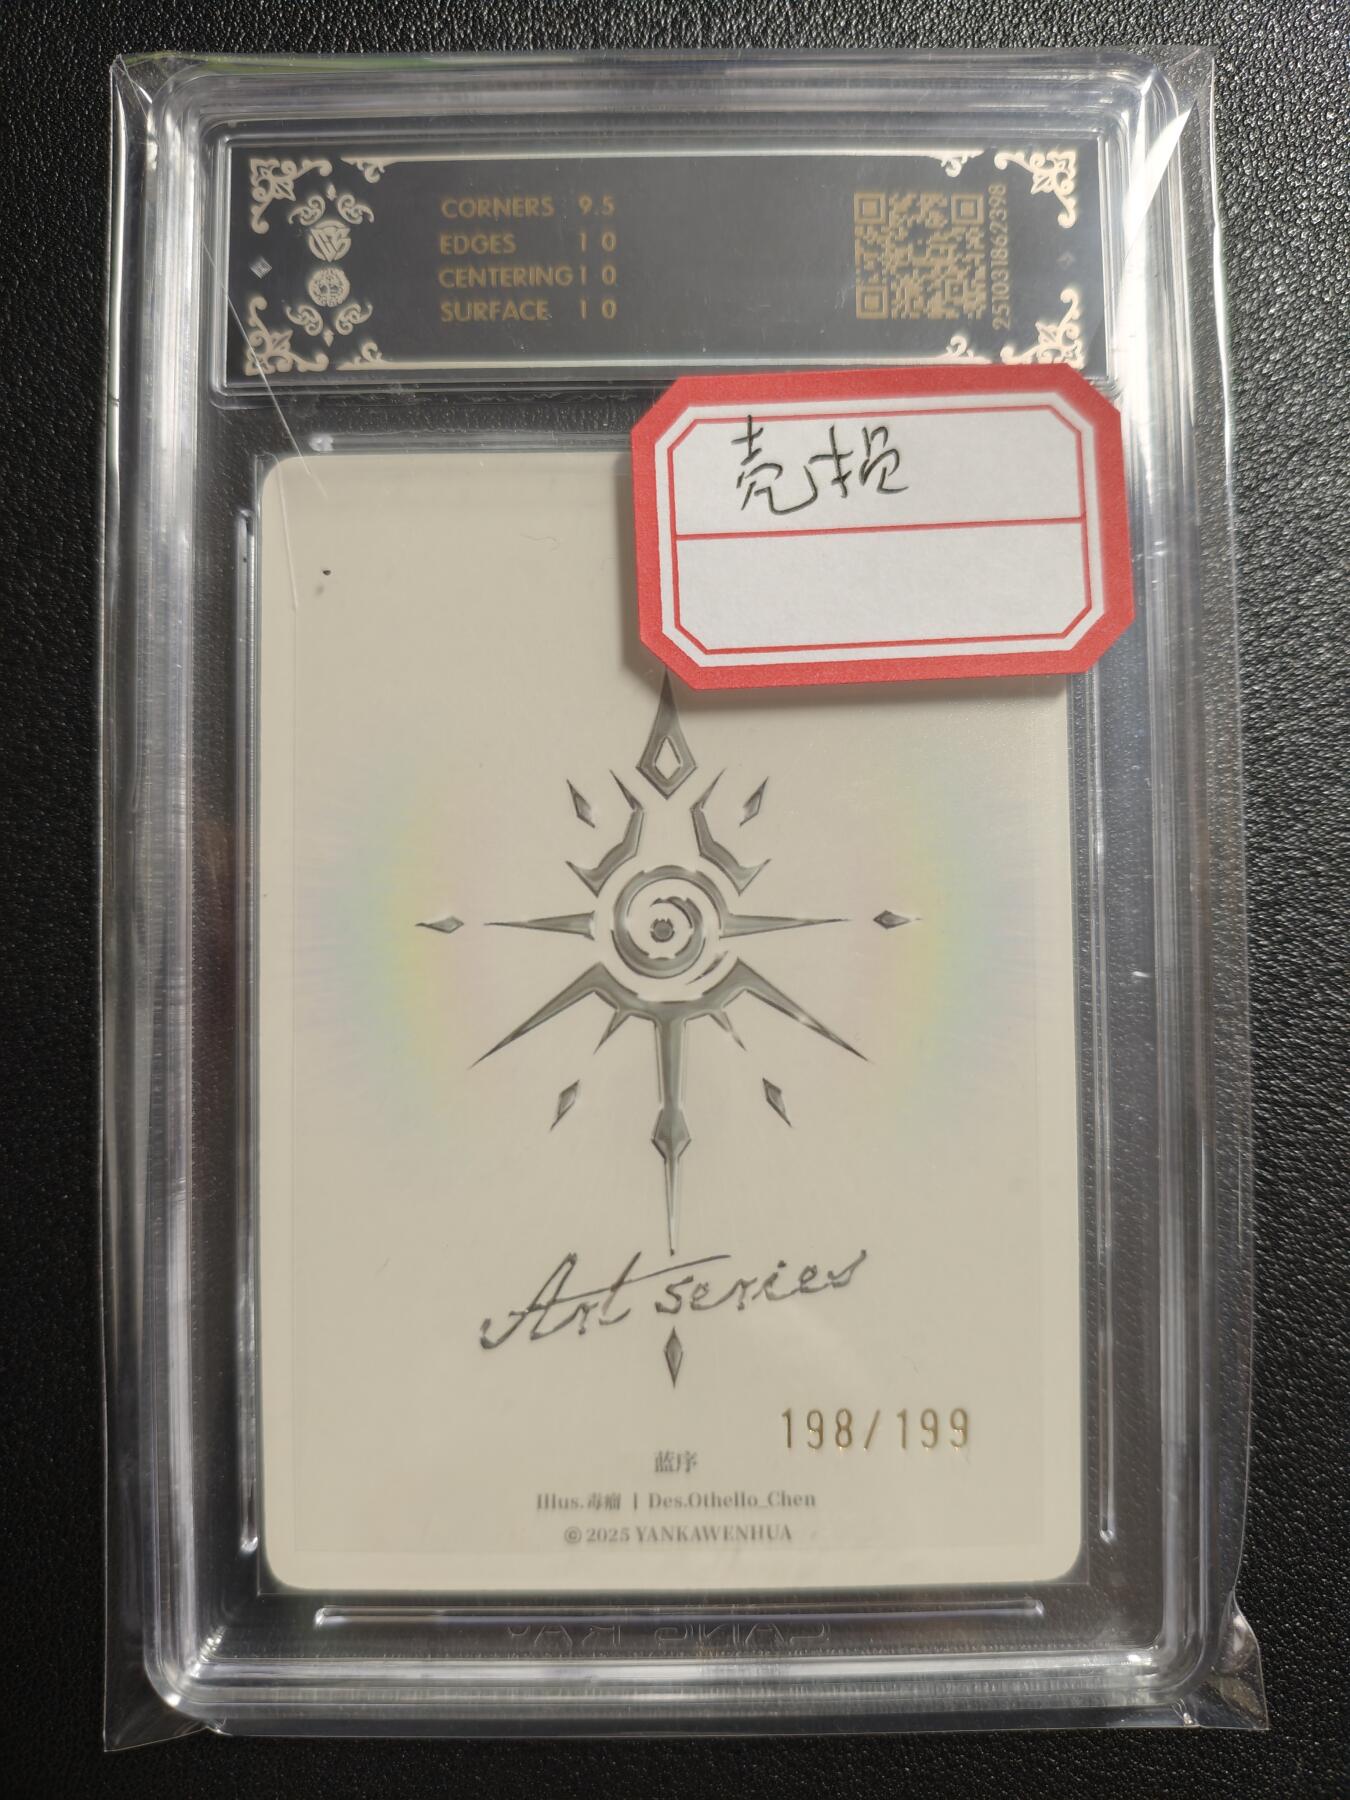 CORNERS 9.5
EDGES 10
CENTERING 10
SURFACE 10
251031862398
壳损
Art series
198/199
蓝序
Illus.毒瘤 | Des.Othello_Chen
© 2025 YANKAWENHUA